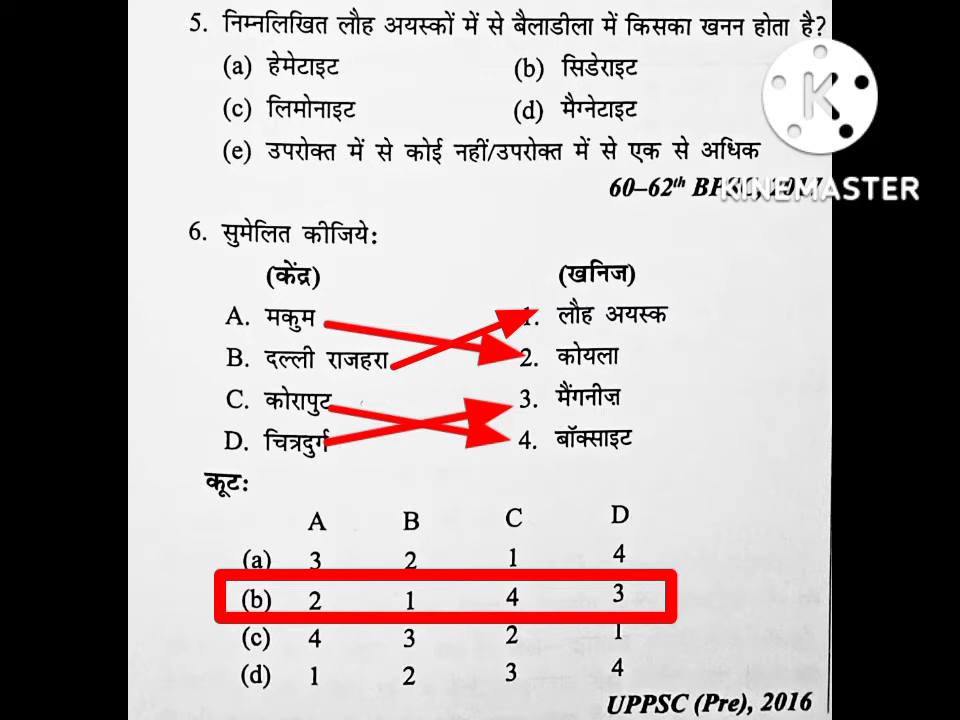 5. निम्नलिखित लौह अयस्कों में से बैलाडीला में किसका खनन होता है?
(a) हेमेटाइट (b) सिडेराइट
(c) लिमोनाइट (d) मैग्नेटाइट
(e) उपरोक्त में से कोई नहीं/उपरोक्त में से एक से अधिक
60–62th
KINEMASTER
6. सुमेलित कीजिये:
(केंद्र) (खनिज)
A. मकुम 1. लौह अयस्क
B. दल्ली राजहरा 2. कोयला
C. कोरापुट 3. मैंगनीज़
D. चित्रदुर्ग 4. बॉक्साइट
कूट:
A B C D
(a) 3 2 1 4
(b) 2 1 4 3
(c) 4 3 2 1
(d) 1 2 3 4
UPPSC (Pre), 2016